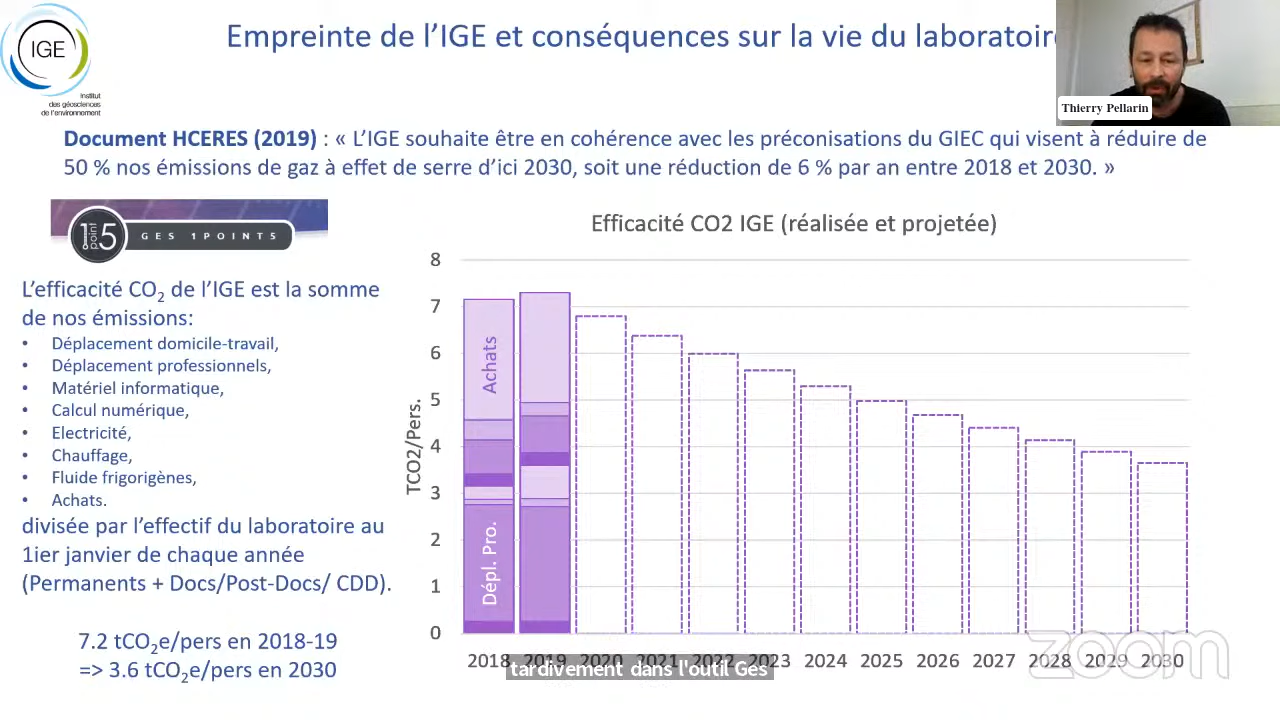 Empreinte de l'IGE et conséquences sur la vie du laboratoire
IGE
institut
des géosciences
de l'environnement
Thierry Pellarin
Document HCERES (2019) : « L'IGE souhaite être en cohérence avec les préconisations du GIEC qui visent à réduire de
50 % nos émissions de gaz à effet de serre d'ici 2030, soit une réduction de 6 % par an entre 2018 et 2030. »
1 point 5
GES 1POINT5
L'efficacité CO2 de l'IGE est la somme
de nos émissions:
• Déplacement domicile-travail,
• Déplacement professionnels,
• Matériel informatique,
• Calcul numérique,
• Electricité,
• Chauffage,
• Fluide frigorigènes,
• Achats.
divisée par l'effectif du laboratoire au
1ier janvier de chaque année
(Permanents + Docs/Post-Docs/ CDD).
7.2 tCO2e/pers en 2018-19
=> 3.6 tCO2e/pers en 2030
Efficacité CO2 IGE (réalisée et projetée)
TCO2/Pers.
8
7
6
5
4
3
2
1
0
Achats
Dépl. Pro.
2018 2019 2020 2021 2022 2023 2024 2025 2026 2027 2028 2029 2030
tardivement dans l'outil Ges
zoom